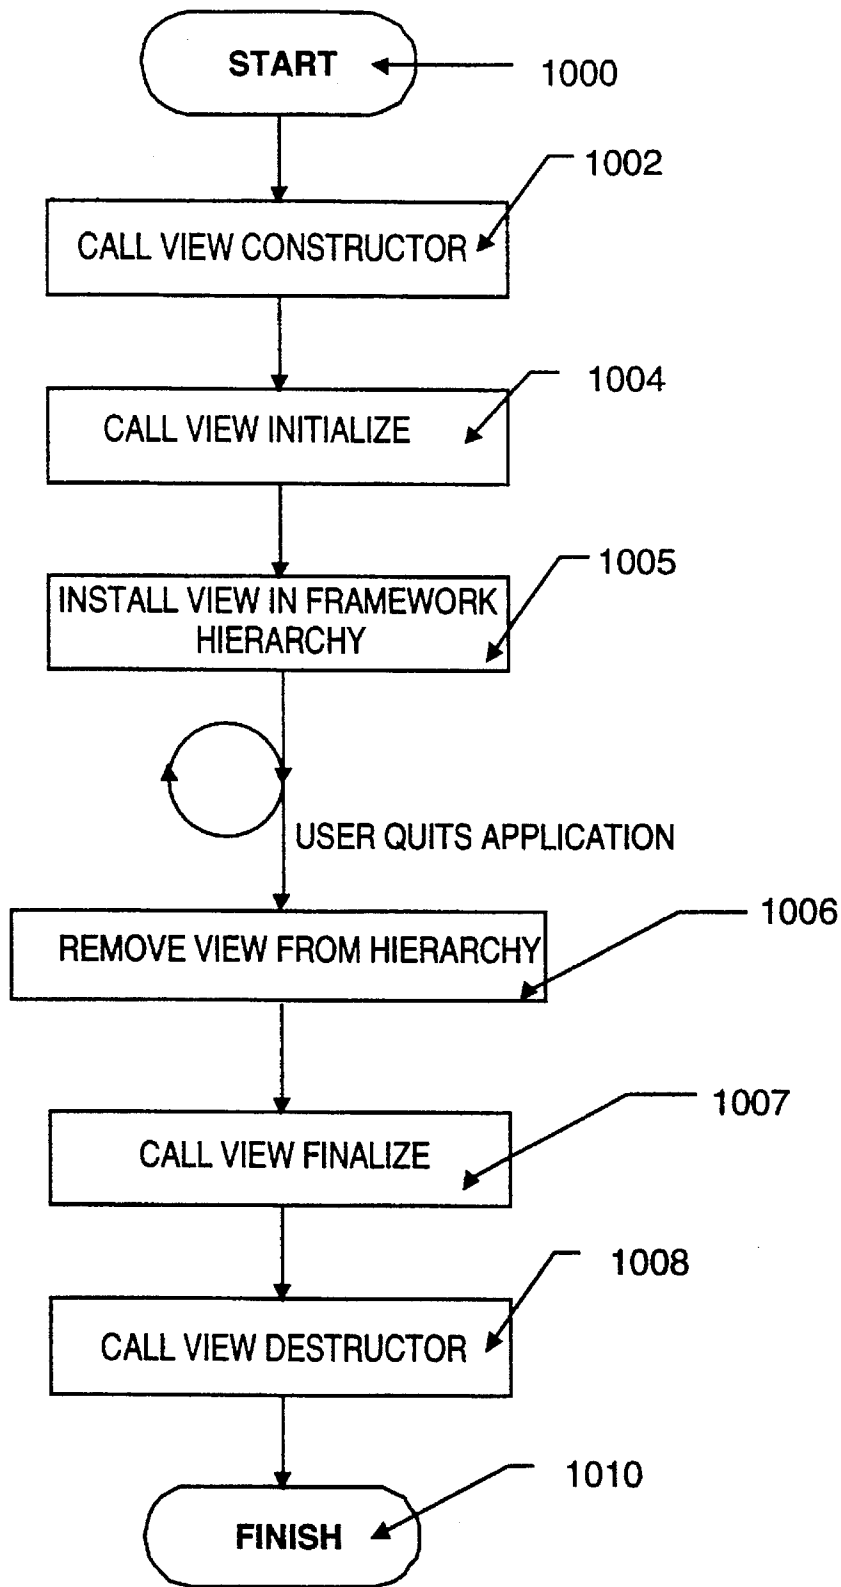 START
1000
1002
CALL VIEW CONSTRUCTOR
1004
CALL VIEW INITIALIZE
1005
INSTALL VIEW IN FRAMEWORK
HIERARCHY
USER QUITS APPLICATION
1006
REMOVE VIEW FROM HIERARCHY
1007
CALL VIEW FINALIZE
1008
CALL VIEW DESTRUCTOR
1010
FINISH